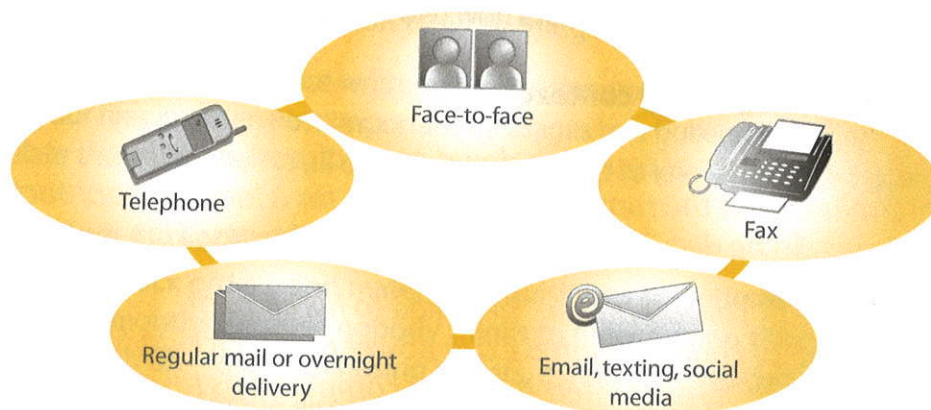 Face-to-face
Telephone
Fax
Regular mail or overnight
delivery
Email, texting, social
media